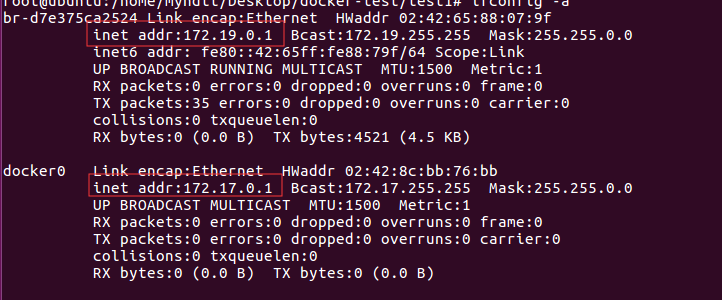 root@ubuntu:/home/Myhdtt/Desktop/docker-test/test1# ifconfig -a
br-d7e375ca2524 Link encap:Ethernet HWaddr 02:42:65:88:07:9f
inet addr:172.19.0.1 Bcast:172.19.255.255 Mask:255.255.0.0
inet6 addr: fe80::42:65ff:fe88:79f/64 Scope:Link
UP BROADCAST RUNNING MULTICAST MTU:1500 Metric:1
RX packets:0 errors:0 dropped:0 overruns:0 frame:0
TX packets:35 errors:0 dropped:0 overruns:0 carrier:0
collisions:0 txqueuelen:0
RX bytes:0 (0.0 B) TX bytes:4521 (4.5 KB)
docker0 Link encap:Ethernet HWaddr 02:42:8c:bb:76:bb
inet addr:172.17.0.1 Bcast:172.17.255.255 Mask:255.255.0.0
UP BROADCAST MULTICAST MTU:1500 Metric:1
RX packets:0 errors:0 dropped:0 overruns:0 frame:0
TX packets:0 errors:0 dropped:0 overruns:0 carrier:0
collisions:0 txqueuelen:0
RX bytes:0 (0.0 B) TX bytes:0 (0.0 B)